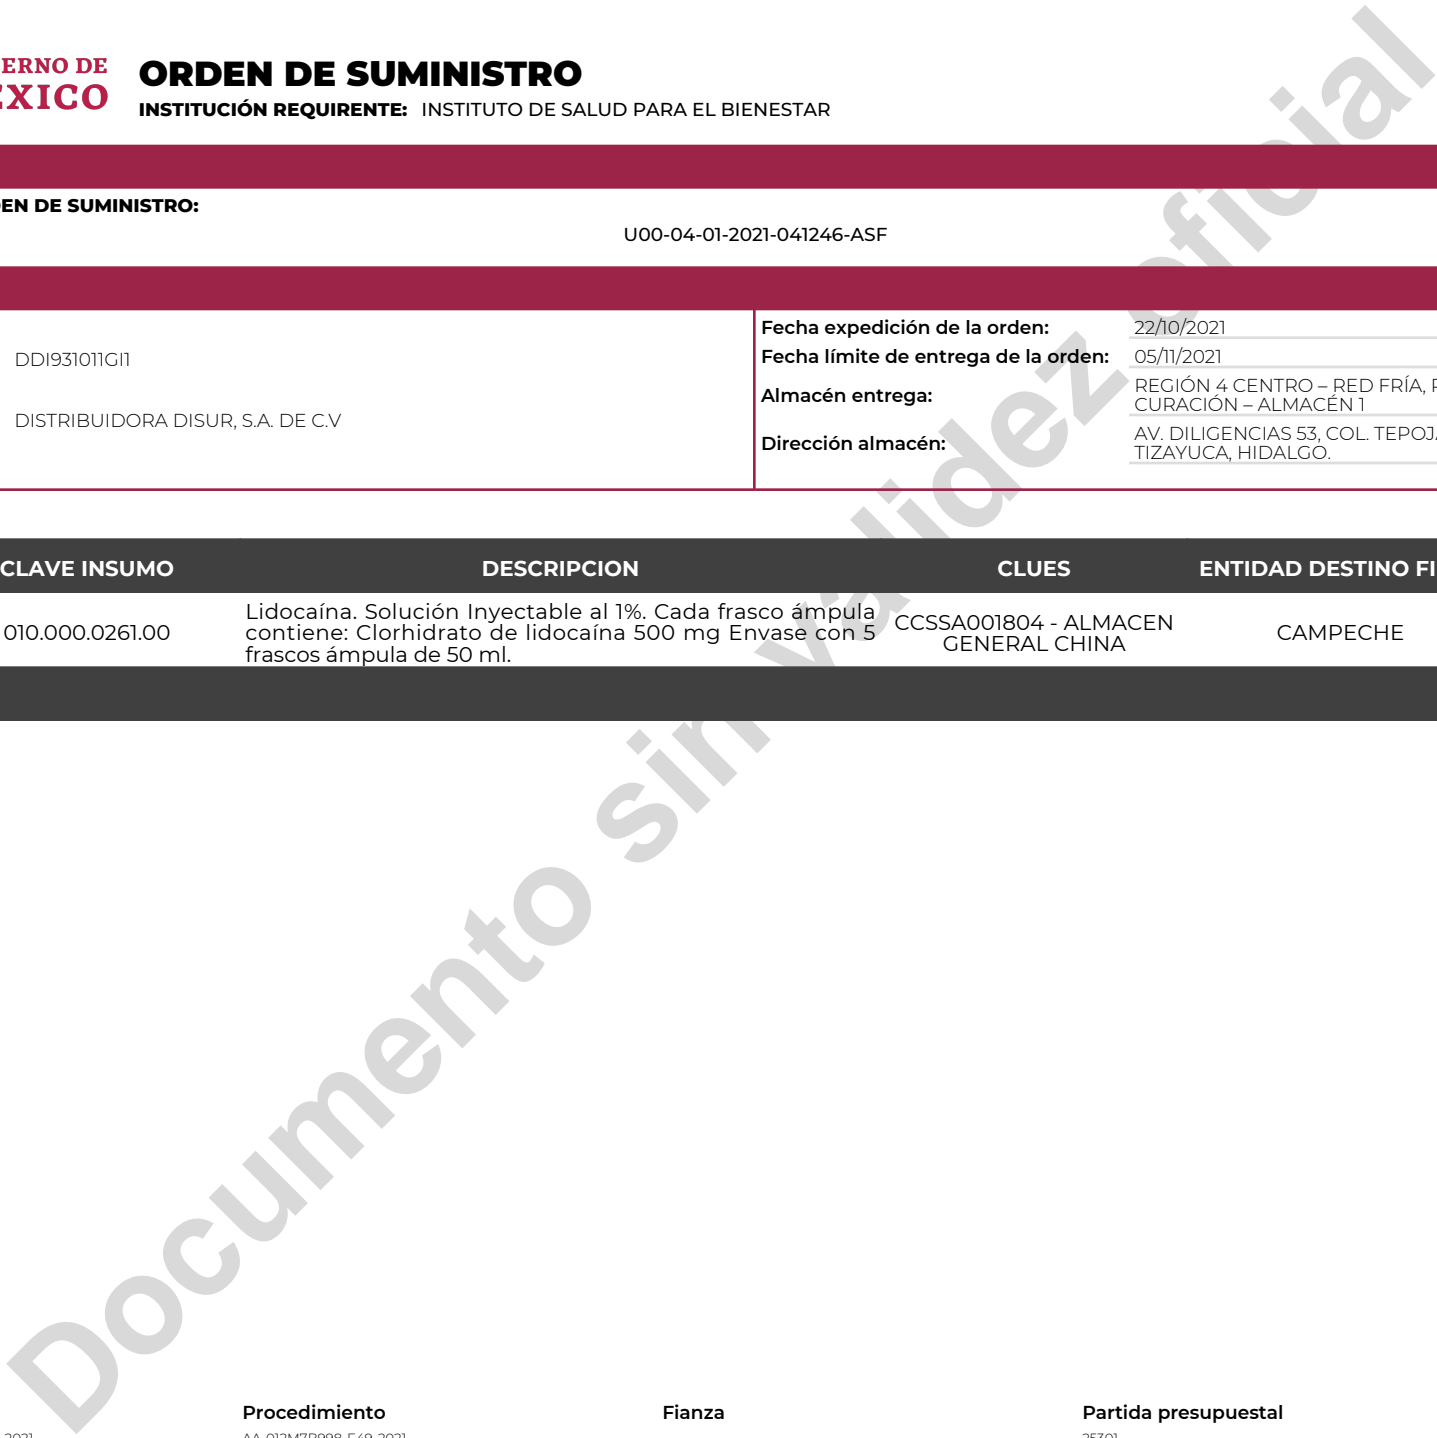 ERNO DE
ORDEN DE SUMINISTRO
INSTITUCIÓN REQUIRENTE: INSTITUTO DE SALUD PARA EL BIENESTAR
DEN DE SUMINISTRO:
U00-04-01-2021-041246-ASF
DDI931011GI1
DISTRIBUIDORA DISUR, S.A. DE C.V
Fecha expedición de la orden: 22/10/2021
Fecha límite de entrega de la orden: 05/11/2021
Almacén entrega: REGIÓN 4 CENTRO – RED FRÍA,
CURACIÓN – ALMACÉN 1
Dirección almacén: AV. DILIGENCIAS 53, COL.
TIZAYUCA, HIDALGO.
CLAVE INSUMO DESCRIPCION CLUES ENTIDAD DESTINO
010.000.0261.00
Lidocaína. Solución Inyectable al 1%. Cada frasco ámpula
contiene: Clorhidrato de lidocaína 500 mg Envase con 5
frascos ámpula de 50 ml.
CCSSA001804 - ALMACEN
GENERAL CHINA
CAMPECHE
Documento sin validez oficial
Procedimiento Fianza Partida presupuestal